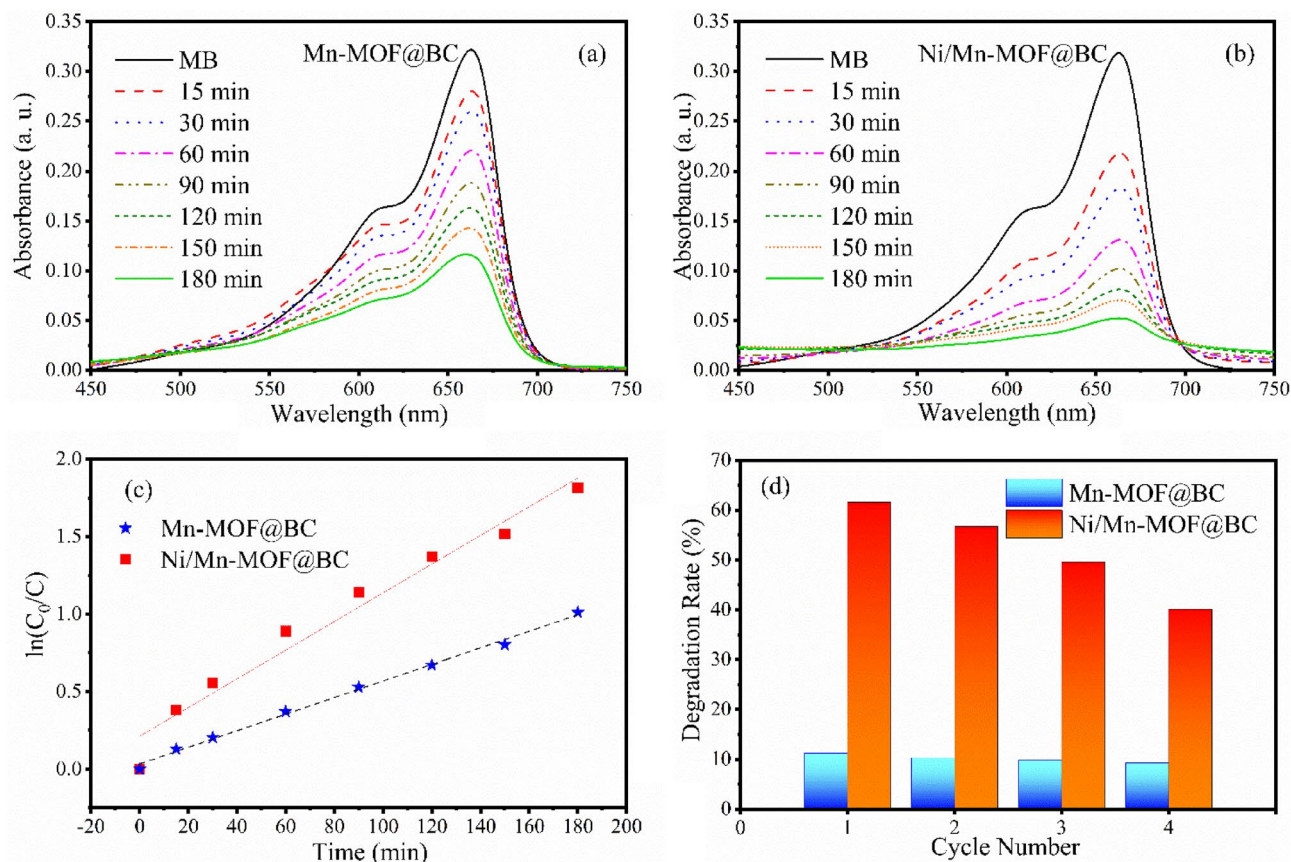 Mn-MOF@BC
(a)
MB
15 min
30 min
60 min
90 min
120 min
150 min
180 min
Absorbance (a. u.)
0.35
0.30
0.25
0.20
0.15
0.10
0.05
0.00
450 500 550 600 650 700 750
Wavelength (nm)
Ni/Mn-MOF@BC
(b)
MB
15 min
30 min
60 min
90 min
120 min
150 min
180 min
Absorbance (a. u.)
0.35
0.30
0.25
0.20
0.15
0.10
0.05
0.00
450 500 550 600 650 700 750
Wavelength (nm)
(c)
Mn-MOF@BC
Ni/Mn-MOF@BC
ln(C₀/C)
2.0
1.5
1.0
0.5
0.0
-20 0 20 40 60 80 100 120 140 160 180 200
Time (min)
(d)
Mn-MOF@BC
Ni/Mn-MOF@BC
Degradation Rate (%)
70
60
50
40
30
20
10
0
0 1 2 3 4
Cycle Number